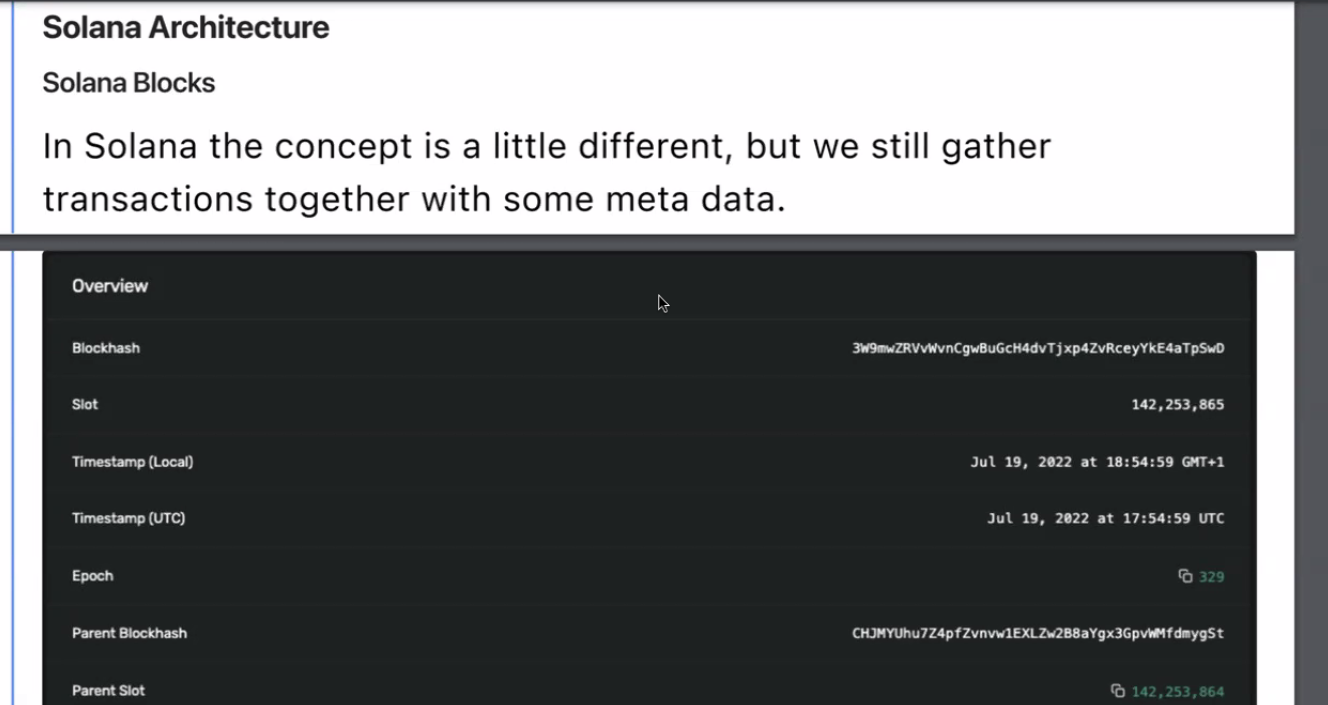 Solana Architecture
Solana Blocks
In Solana the concept is a little different, but we still gather
transactions together with some meta data.
Overview
Blockhash 3W9mwZRVvWvnCgwBuGcH4dvTjxp4ZvRceyYkE4aTpSwD
Slot 142,253,865
Timestamp (Local) Jul 19, 2022 at 18:54:59 GMT+1
Timestamp (UTC) Jul 19, 2022 at 17:54:59 UTC
Epoch 329
Parent Blockhash CHJMYUhu7Z4pfZvnvw1EXLZw2B8aYgx3GpvWMfdmygSt
Parent Slot 142,253,864